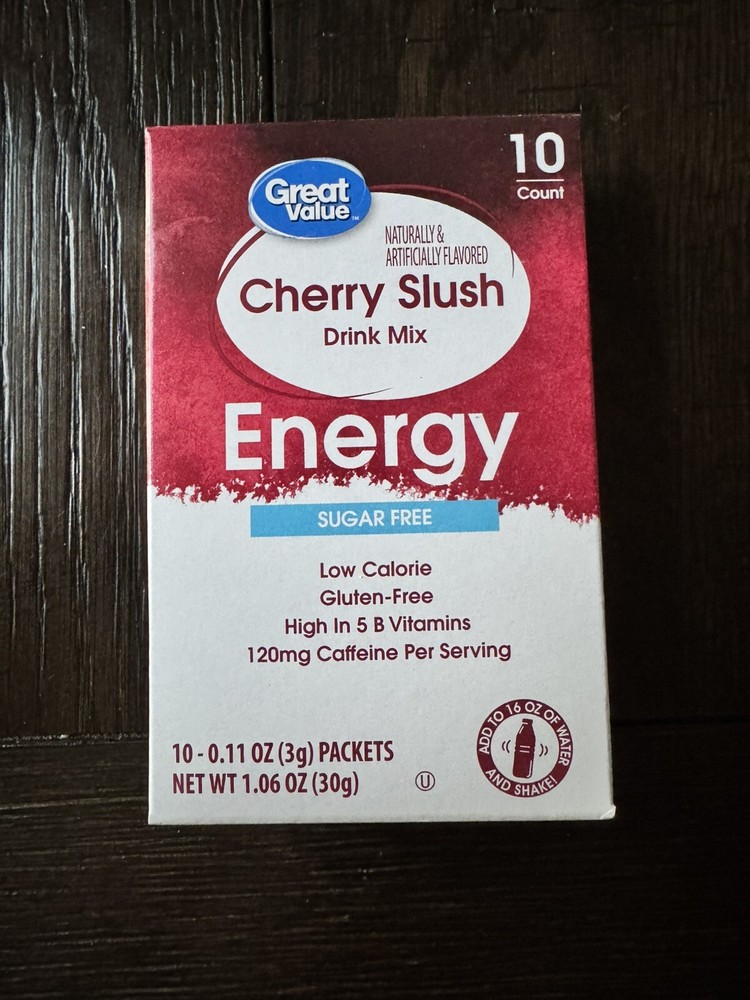 10
Count
Great
Value™
NATURALLY &
ARTIFICIALLY FLAVORED
Cherry Slush
Drink Mix
Energy
SUGAR FREE
Low Calorie
Gluten-Free
High In 5 B Vitamins
120mg Caffeine Per Serving
10 - 0.11 OZ (3g) PACKETS
NET WT 1.06 OZ (30g)
U
ADD TO 16 OZ OF WATER
AND SHAKE!